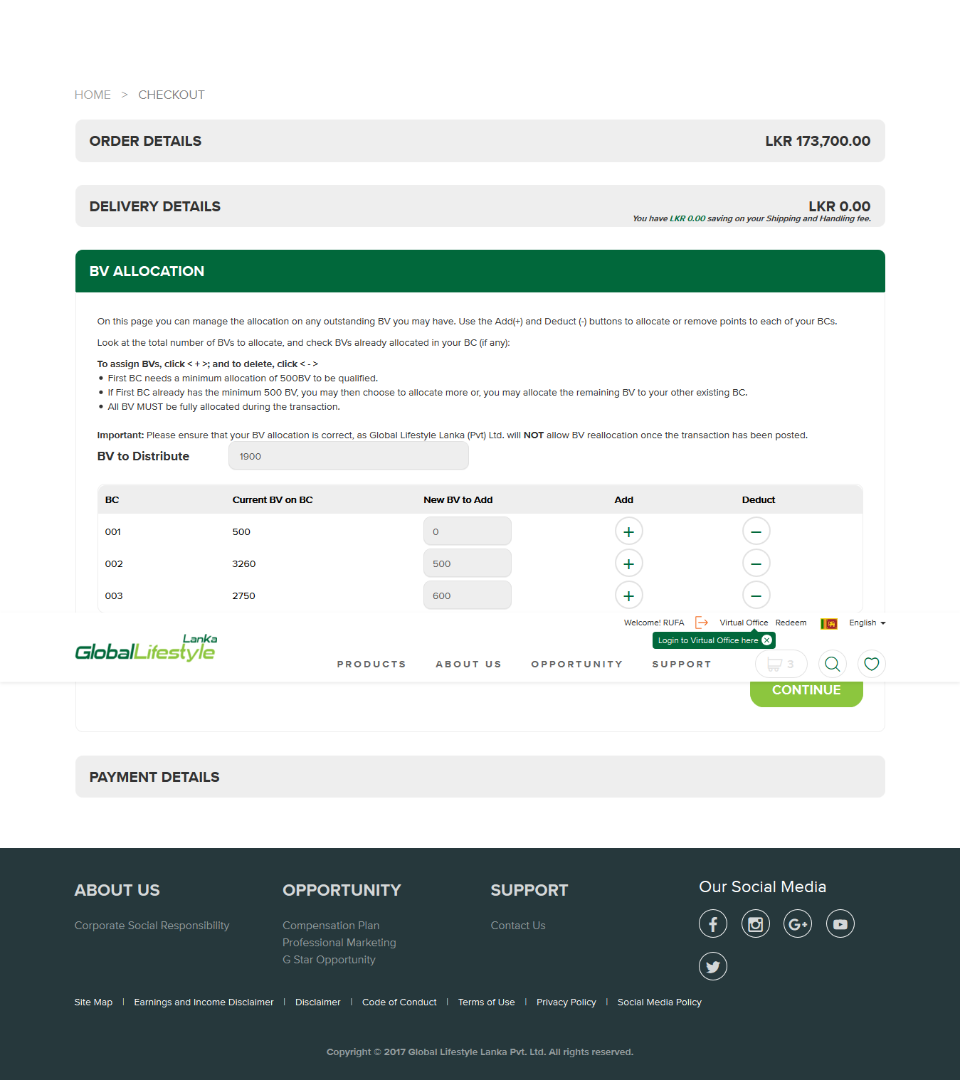 HOME > CHECKOUT
ORDER DETAILS LKR 173,700.00
DELIVERY DETAILS LKR 0.00
You have LKR 0.00 saving on your Shipping and Handling fee.
BV ALLOCATION
On this page you can manage the allocation on any outstanding BV you may have. Use the Add(+) and Deduct (-) buttons to allocate or remove points to each of your BCs.
Look at the total number of BVs to allocate, and check BVs already allocated in your BC (if any):
To assign BVs, click < + >; and to delete, click < - >
• First BC needs a minimum allocation of 500BV to be qualified.
• If First BC already has the minimum 500 BV, you may then choose to allocate more or, you may allocate the remaining BV to your other existing BC.
• All BV MUST be fully allocated during the transaction.
Important: Please ensure that your BV allocation is correct, as Global Lifestyle Lanka (Pvt) Ltd. will NOT allow BV reallocation once the transaction has been posted.
BV to Distribute 1900
BC Current BV on BC New BV to Add Add Deduct
001 500 0 + −
002 3260 500 + −
003 2750 600 + −
Welcome! RUFA Virtual Office Redeem English
Login to Virtual Office here
Lanka
GlobalLifestyle
PRODUCTS ABOUT US OPPORTUNITY SUPPORT 3
CONTINUE
PAYMENT DETAILS
ABOUT US OPPORTUNITY SUPPORT Our Social Media
Corporate Social Responsibility Compensation Plan Contact Us
Professional Marketing
G Star Opportunity
Site Map | Earnings and Income Disclaimer | Disclaimer | Code of Conduct | Terms of Use | Privacy Policy | Social Media Policy
Copyright © 2017 Global Lifestyle Lanka Pvt. Ltd. All rights reserved.